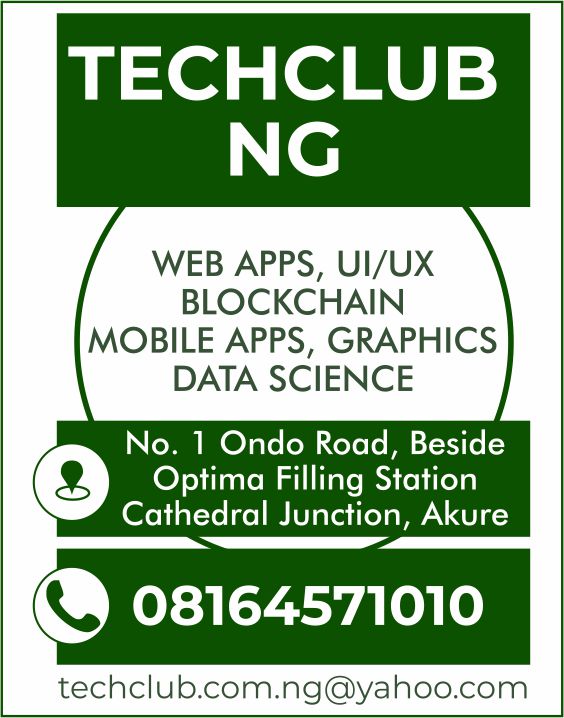 TECHCLUB
NG
WEB APPS, UI/UX
BLOCKCHAIN
MOBILE APPS, GRAPHICS
DATA SCIENCE
No. 1 Ondo Road, Beside
Optima Filling Station
Cathedral Junction, Akure
08164571010
techclub.com.ng@yahoo.com